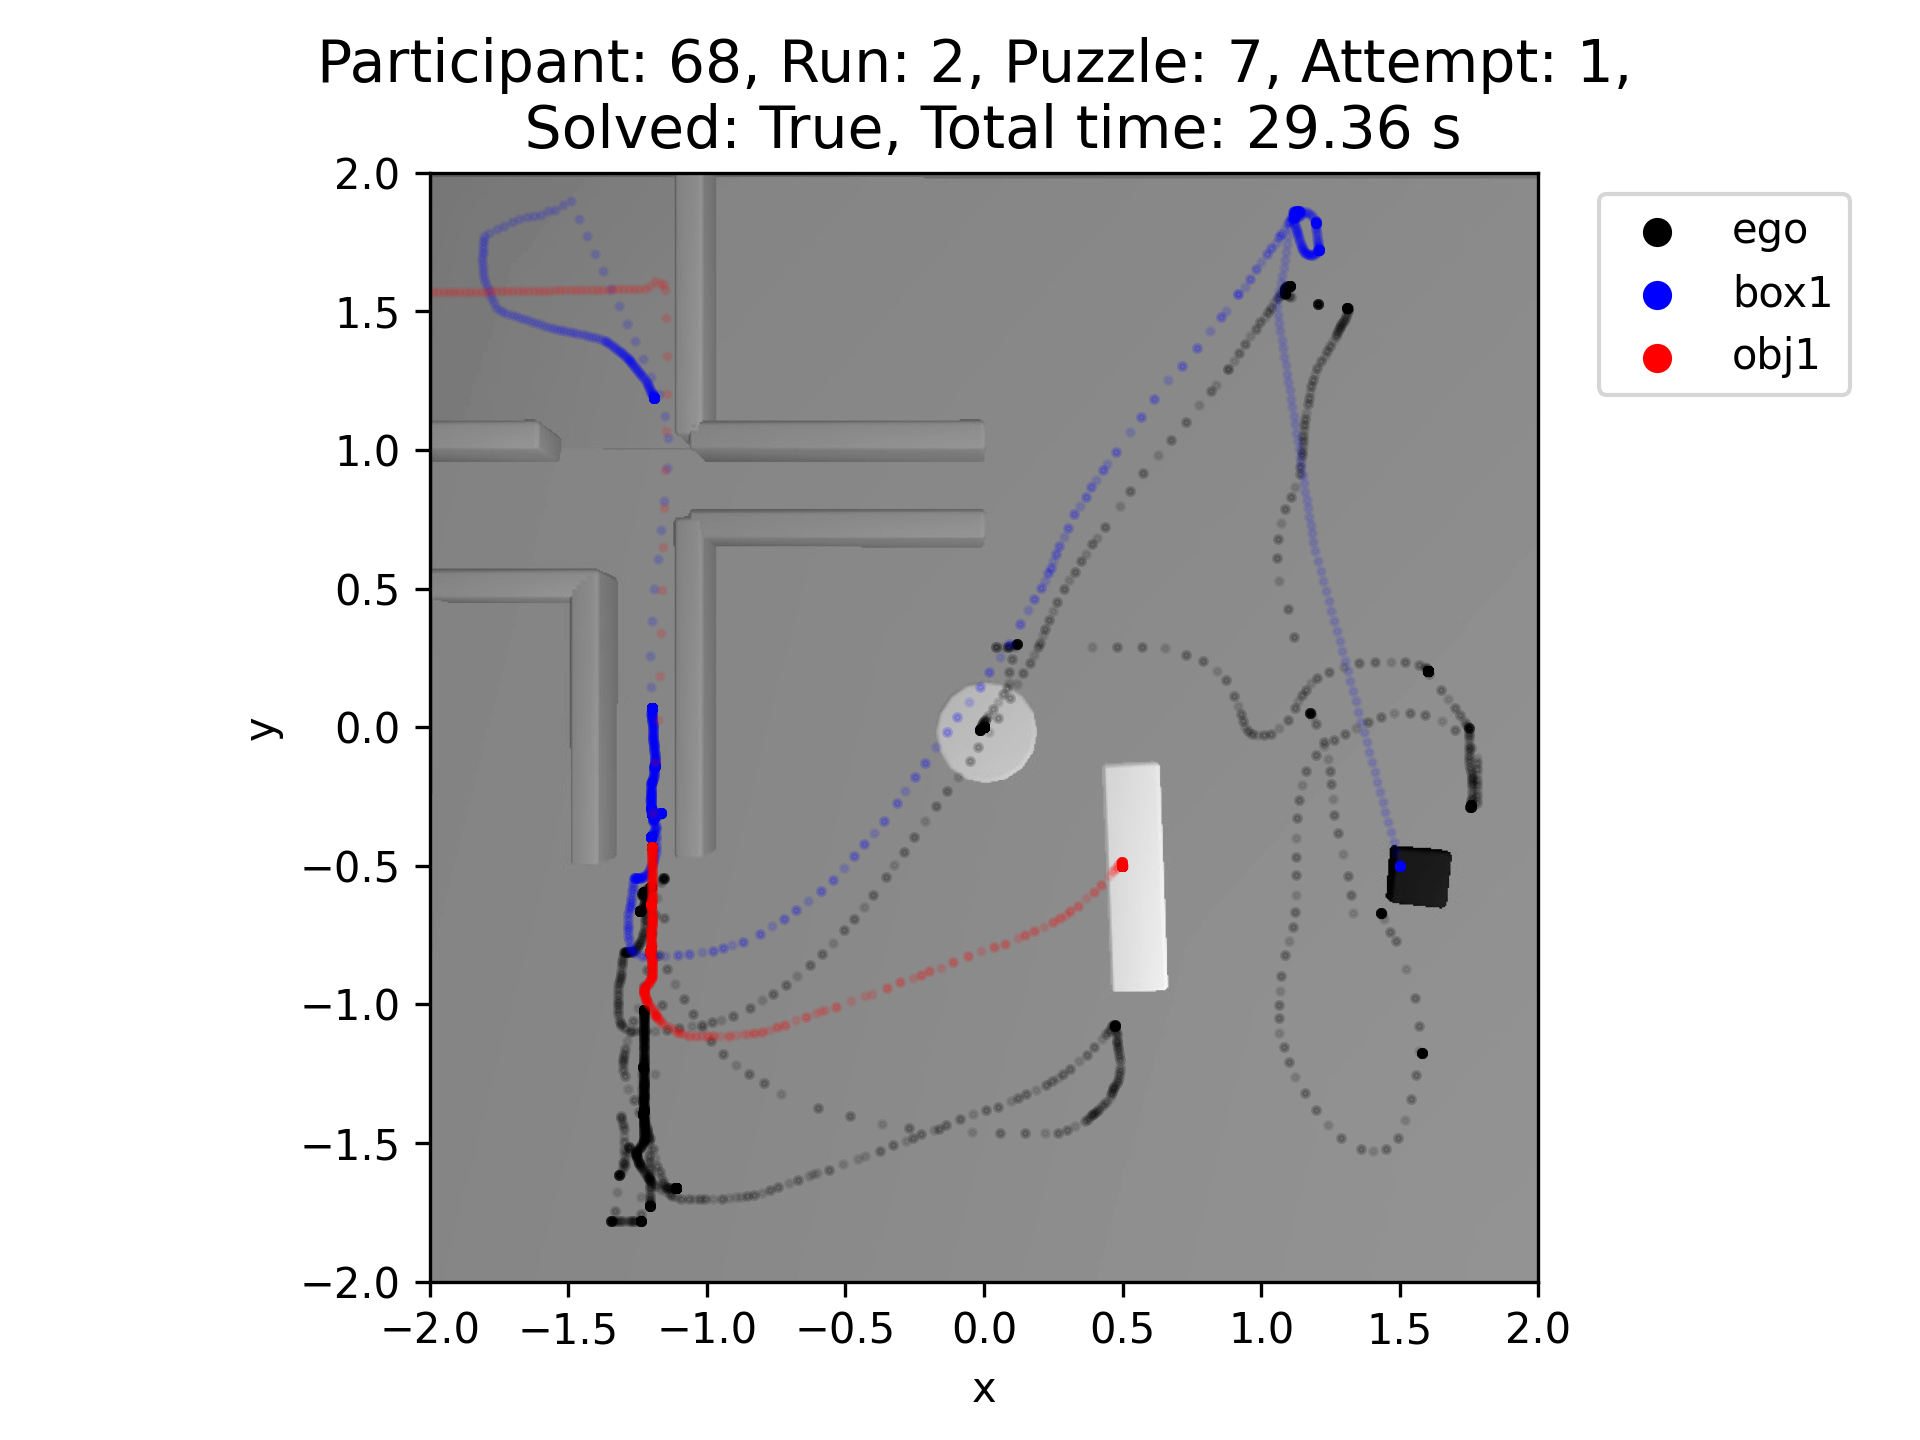 Participant: 68, Run: 2, Puzzle: 7, Attempt: 1,
Solved: True, Total time: 29.36 s
2.0
1.5
1.0
0.5
0.0
−0.5
−1.0
−1.5
−2.0
y
−2.0 −1.5 −1.0 −0.5 0.0 0.5 1.0 1.5 2.0
x
ego
box1
obj1